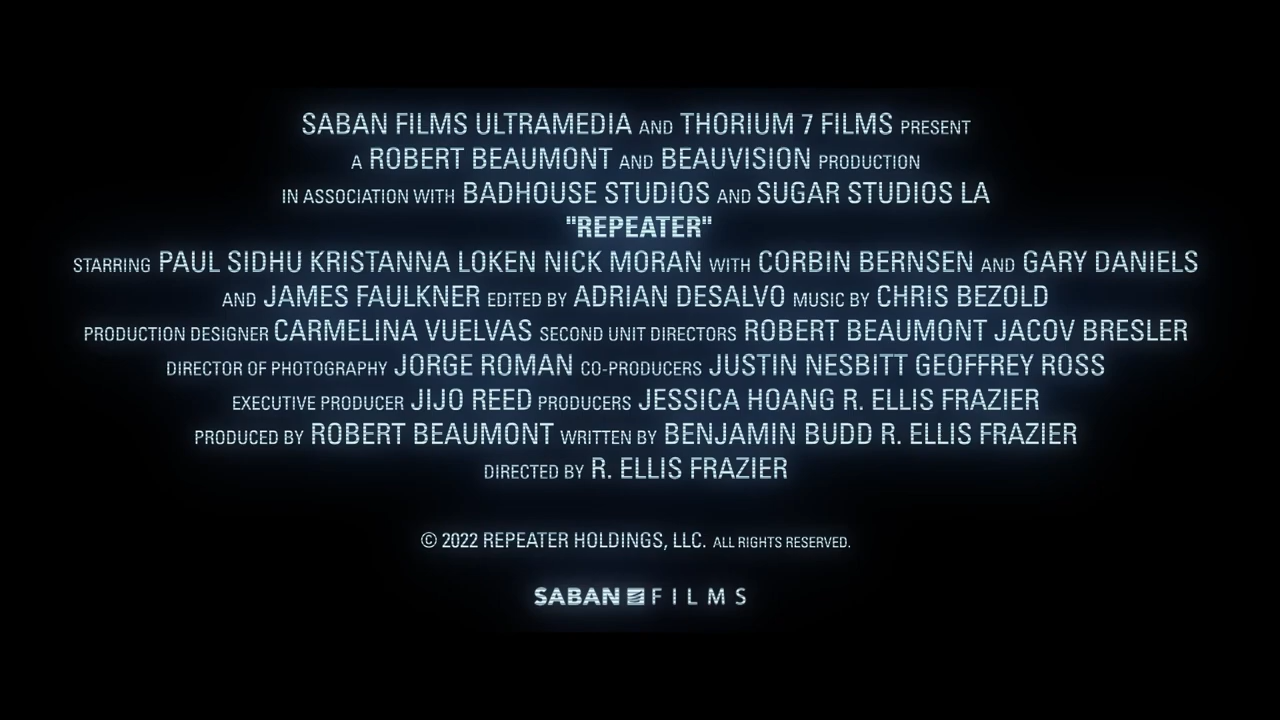 SABAN FILMS ULTRAMEDIA AND THORIUM 7 FILMS PRESENT
A ROBERT BEAUMONT AND BEAUVISION PRODUCTION
IN ASSOCIATION WITH BADHOUSE STUDIOS AND SUGAR STUDIOS LA
"REPEATER"
STARRING PAUL SIDHU KRISTANNA LOKEN NICK MORAN WITH CORBIN BERNSEN AND GARY DANIELS
AND JAMES FAULKNER EDITED BY ADRIAN DESALVO MUSIC BY CHRIS BEZOLD
PRODUCTION DESIGNER CARMELINA VUELVAS SECOND UNIT DIRECTORS ROBERT BEAUMONT JACOV BRESLER
DIRECTOR OF PHOTOGRAPHY JORGE ROMAN CO-PRODUCERS JUSTIN NESBITT GEOFFREY ROSS
EXECUTIVE PRODUCER JIJO REED PRODUCERS JESSICA HOANG R. ELLIS FRAZIER
PRODUCED BY ROBERT BEAUMONT WRITTEN BY BENJAMIN BUDD R. ELLIS FRAZIER
DIRECTED BY R. ELLIS FRAZIER
© 2022 REPEATER HOLDINGS, LLC. ALL RIGHTS RESERVED.
SABAN FILMS